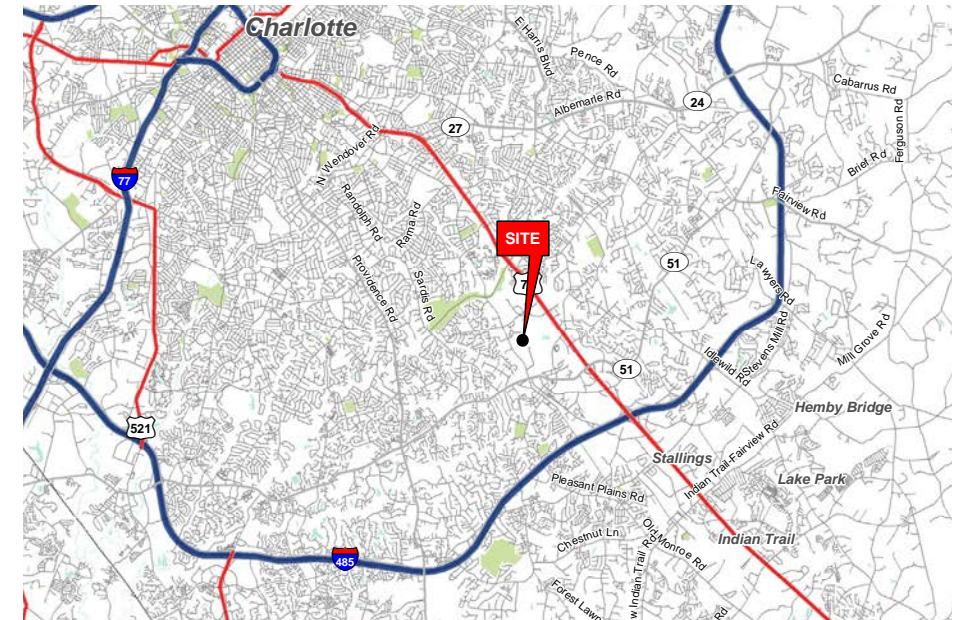 Charlotte
E Harris Blvd
Pence Rd
Cabarrus Rd
Albemarle Rd
24
Ferguson Rd
27
N Wendover Rd
Brief Rd
77
Randolph Rd
Fairview Rd
Rama Rd
SITE
51
Lawyers Rd
7
Providence Rd
Sardis Rd
Stevens Mill Rd
Mill Grove Rd
Idlewild Rd
51
Hemby Bridge
521
Indian Trail-Fairview Rd
Stallings
Lake Park
Pleasant Plains Rd
Old Monroe Rd
Chestnut Ln
Indian Trail
485
w Indian Trail Rd
Forest Lawn
Rd